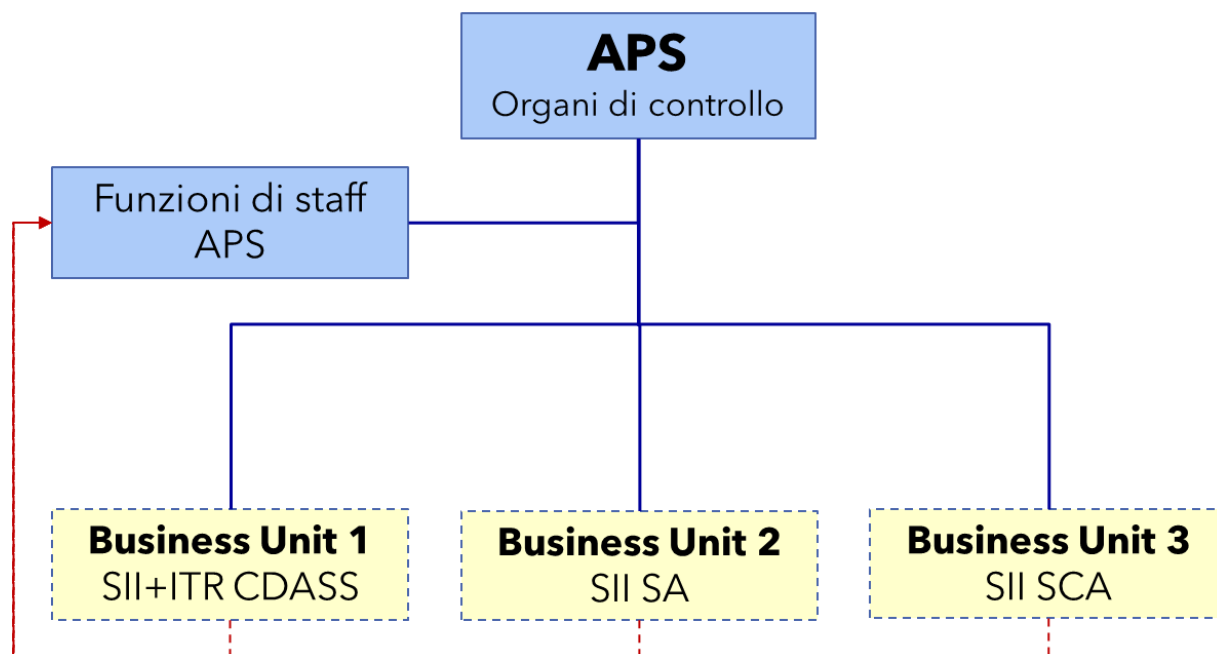 APS
Organi di controllo
Funzioni di staff
APS
Business Unit 1
SII+ITR CDASS
Business Unit 2
SII SA
Business Unit 3
SII SCA